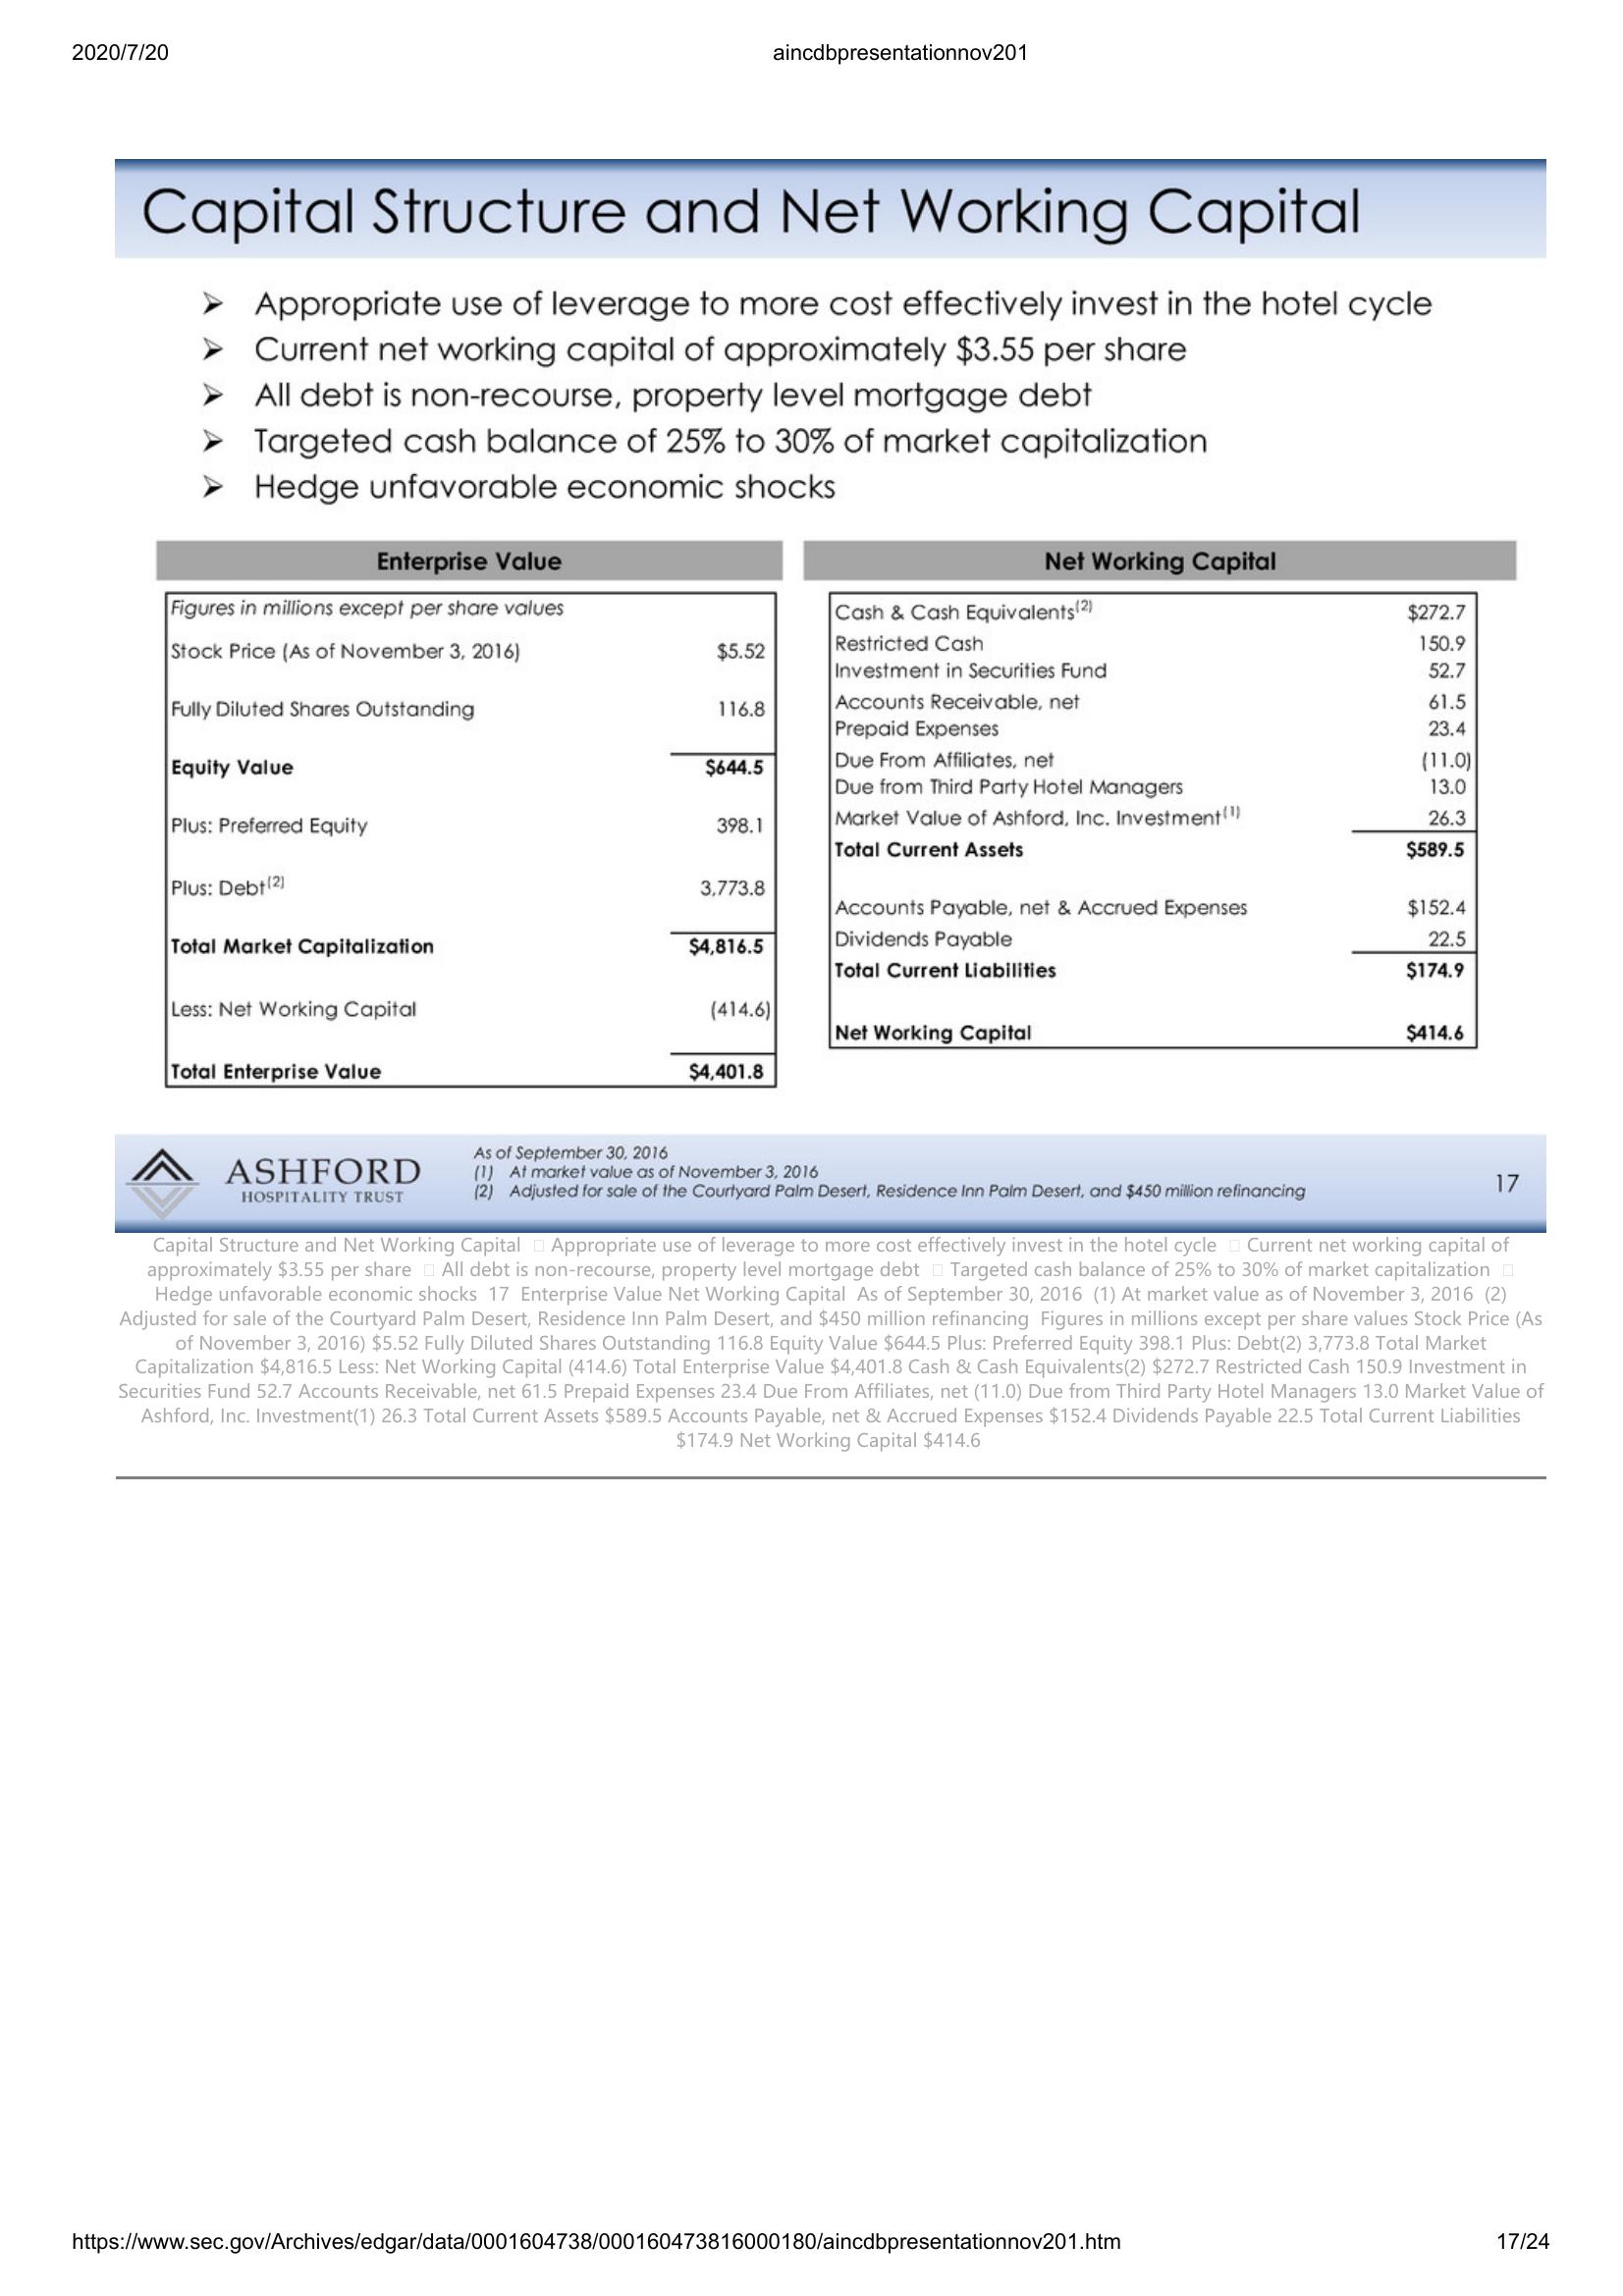 2020/7/20
aincdbpresentationnov201
Capital Structure and Net Working Capital
➢ Appropriate use of leverage to more cost effectively invest in the hotel cycle
➢ Current net working capital of approximately $3.55 per share
➢ All debt is non-recourse, property level mortgage debt
➢ Targeted cash balance of 25% to 30% of market capitalization
➢ Hedge unfavorable economic shocks
Enterprise Value
Figures in millions except per share values
Stock Price (As of November 3, 2016) $5.52
Fully Diluted Shares Outstanding 116.8
Equity Value $644.5
Plus: Preferred Equity 398.1
Plus: Debt(2) 3,773.8
Total Market Capitalization $4,816.5
Less: Net Working Capital (414.6)
Total Enterprise Value $4,401.8
Net Working Capital
Cash & Cash Equivalents(2) $272.7
Restricted Cash 150.9
Investment in Securities Fund 52.7
Accounts Receivable, net 61.5
Prepaid Expenses 23.4
Due From Affiliates, net (11.0)
Due from Third Party Hotel Managers 13.0
Market Value of Ashford, Inc. Investment(1) 26.3
Total Current Assets $589.5
Accounts Payable, net & Accrued Expenses $152.4
Dividends Payable 22.5
Total Current Liabilities $174.9
Net Working Capital $414.6
ASHFORD
HOSPITALITY TRUST
As of September 30, 2016
(1) At market value as of November 3, 2016
(2) Adjusted for sale of the Courtyard Palm Desert, Residence Inn Palm Desert, and $450 million refinancing
17
Capital Structure and Net Working Capital  Appropriate use of leverage to more cost effectively invest in the hotel cycle  Current net working capital of
approximately $3.55 per share  All debt is non-recourse, property level mortgage debt  Targeted cash balance of 25% to 30% of market capitalization 
Hedge unfavorable economic shocks 17 Enterprise Value Net Working Capital As of September 30, 2016 (1) At market value as of November 3, 2016 (2)
Adjusted for sale of the Courtyard Palm Desert, Residence Inn Palm Desert, and $450 million refinancing Figures in millions except per share values Stock Price (As
of November 3, 2016) $5.52 Fully Diluted Shares Outstanding 116.8 Equity Value $644.5 Plus: Preferred Equity 398.1 Plus: Debt(2) 3,773.8 Total Market
Capitalization $4,816.5 Less: Net Working Capital (414.6) Total Enterprise Value $4,401.8 Cash & Cash Equivalents(2) $272.7 Restricted Cash 150.9 Investment in
Securities Fund 52.7 Accounts Receivable, net 61.5 Prepaid Expenses 23.4 Due From Affiliates, net (11.0) Due from Third Party Hotel Managers 13.0 Market Value of
Ashford, Inc. Investment(1) 26.3 Total Current Assets $589.5 Accounts Payable, net & Accrued Expenses $152.4 Dividends Payable 22.5 Total Current Liabilities
$174.9 Net Working Capital $414.6
https://www.sec.gov/Archives/edgar/data/0001604738/000160473816000180/aincdbpresentationnov201.htm
17/24